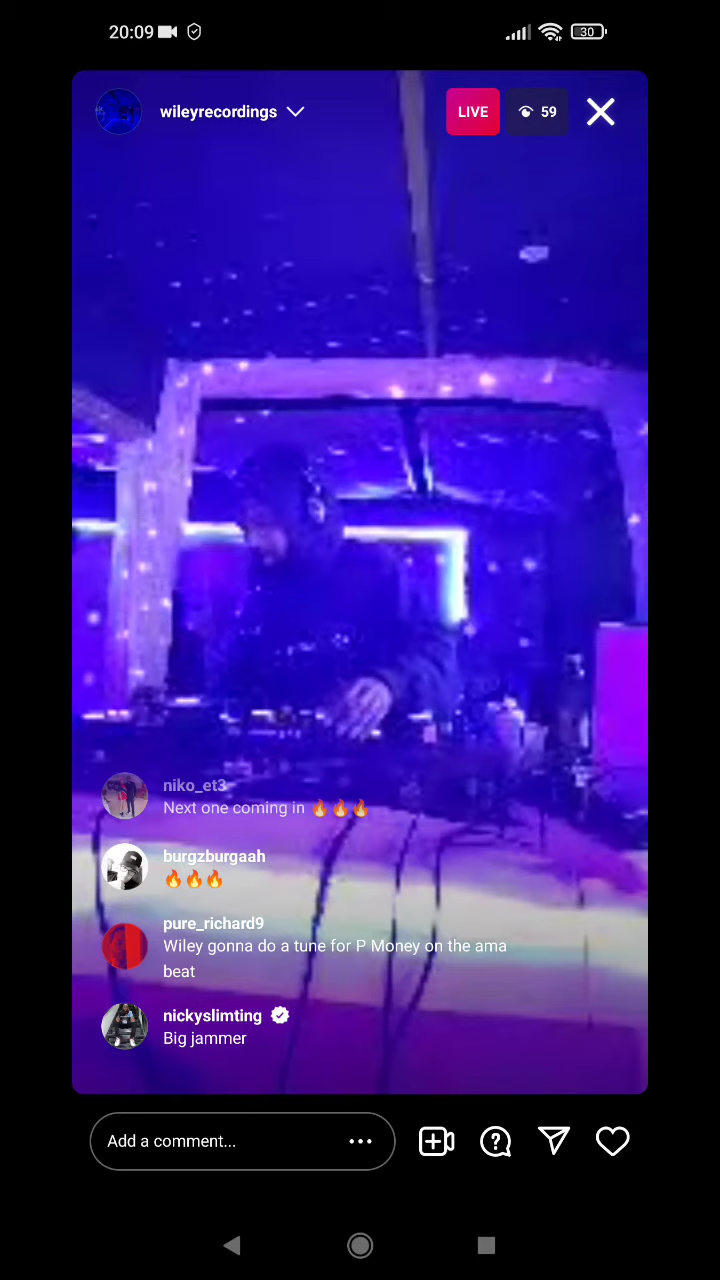 20:09
30
wileyrecordings
LIVE
59
niko_et3
Next one coming in 🔥🔥🔥
burgzburgaah
🔥🔥🔥
pure_richard9
Wiley gonna do a tune for P Money on the ama
beat
nickyslimting
Big jammer
Add a comment...